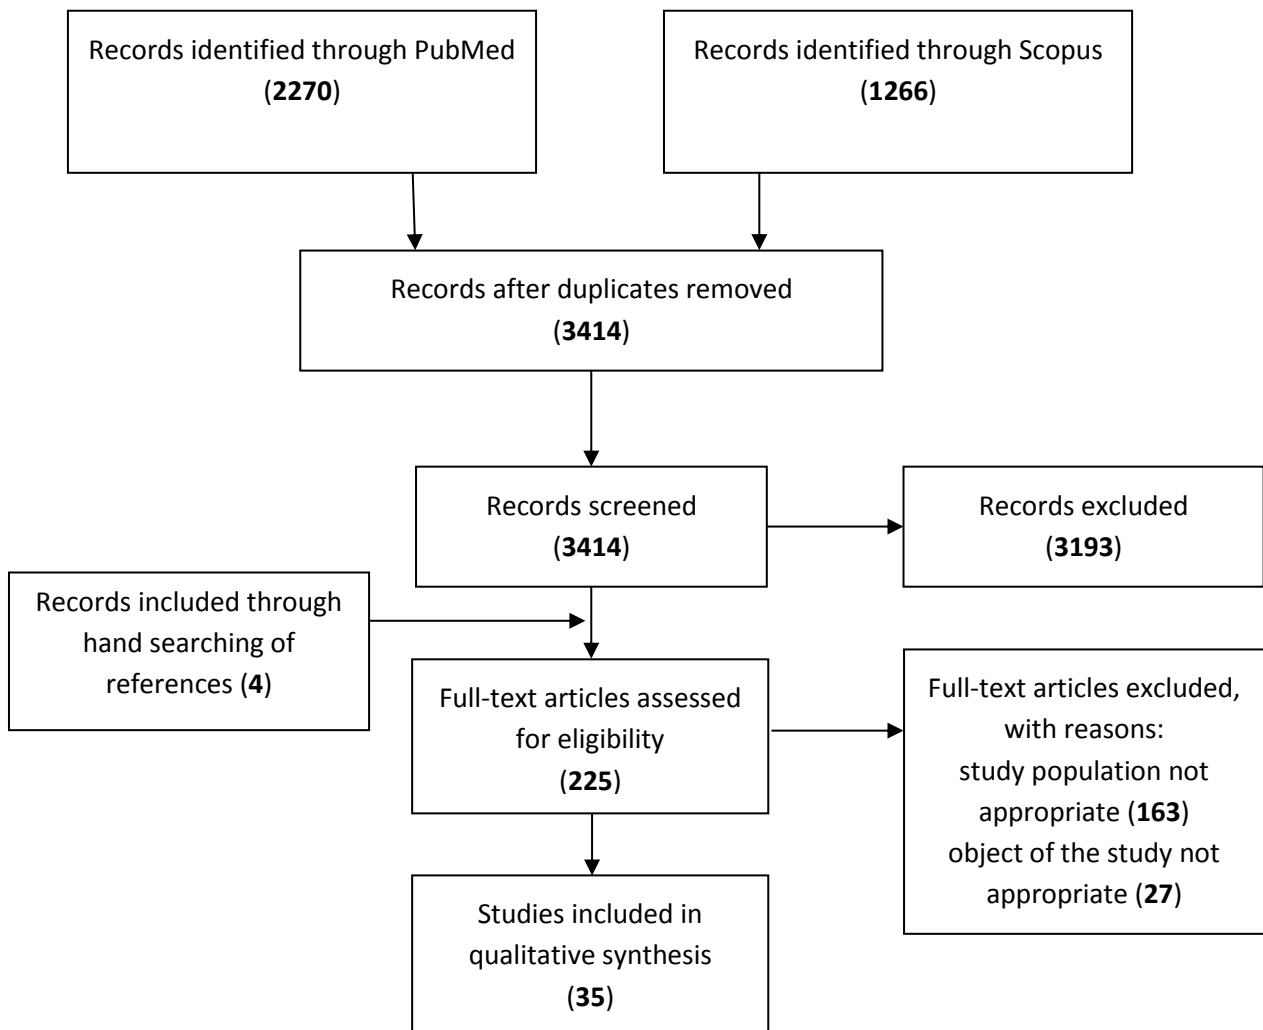 Records identified through PubMed
(2270)
Records identified through Scopus
(1266)
Records after duplicates removed
(3414)
Records screened
(3414)
Records excluded
(3193)
Records included through
hand searching of
references (4)
Full-text articles assessed
for eligibility
(225)
Full-text articles excluded,
with reasons:
study population not
appropriate (163)
object of the study not
appropriate (27)
Studies included in
qualitative synthesis
(35)